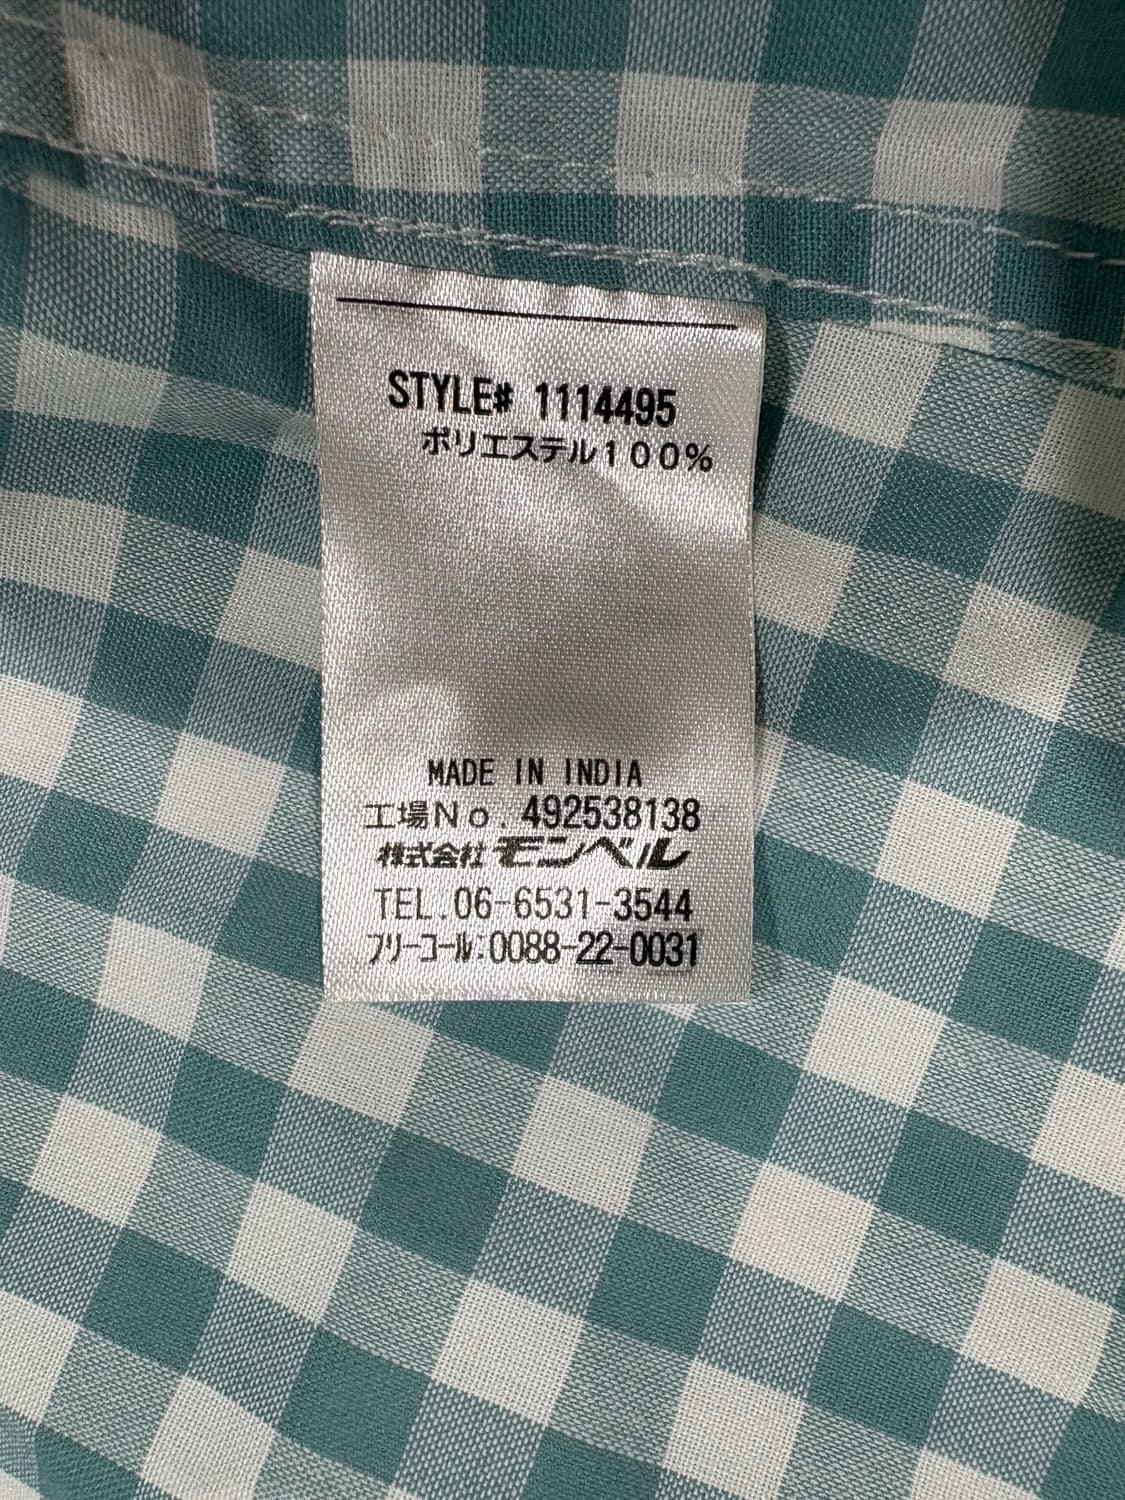 STYLE# 1114495
ポリエステル１００％
MADE IN INDIA
工場Ｎｏ．492538138
株式会社モンベル
TEL.06-6531-3544
ﾌﾘｰｺｰﾙ:0088-22-0031